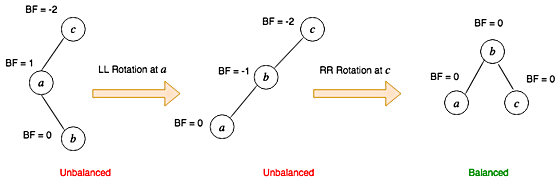 BF = -2
c
BF = 1
a
BF = 0
b
Unbalanced
LL Rotation at a
BF = -2
c
BF = -1
b
BF = 0
a
Unbalanced
RR Rotation at c
BF = 0
b
BF = 0
a
BF = 0
c
Balanced